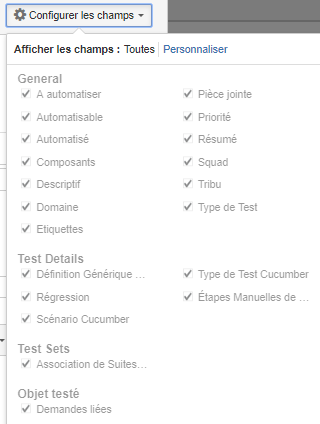 Configurer les champs
Afficher les champs : Toutes Personnaliser
General
A automatiser
Pièce jointe
Automatisable
Priorité
Automatisé
Résumé
Composants
Squad
Descriptif
Tribu
Domaine
Type de Test
Etiquettes
Test Details
Définition Générique ...
Type de Test Cucumber
Régression
Étapes Manuelles de ...
Scénario Cucumber
Test Sets
Association de Suites...
Objet testé
Demandes liées